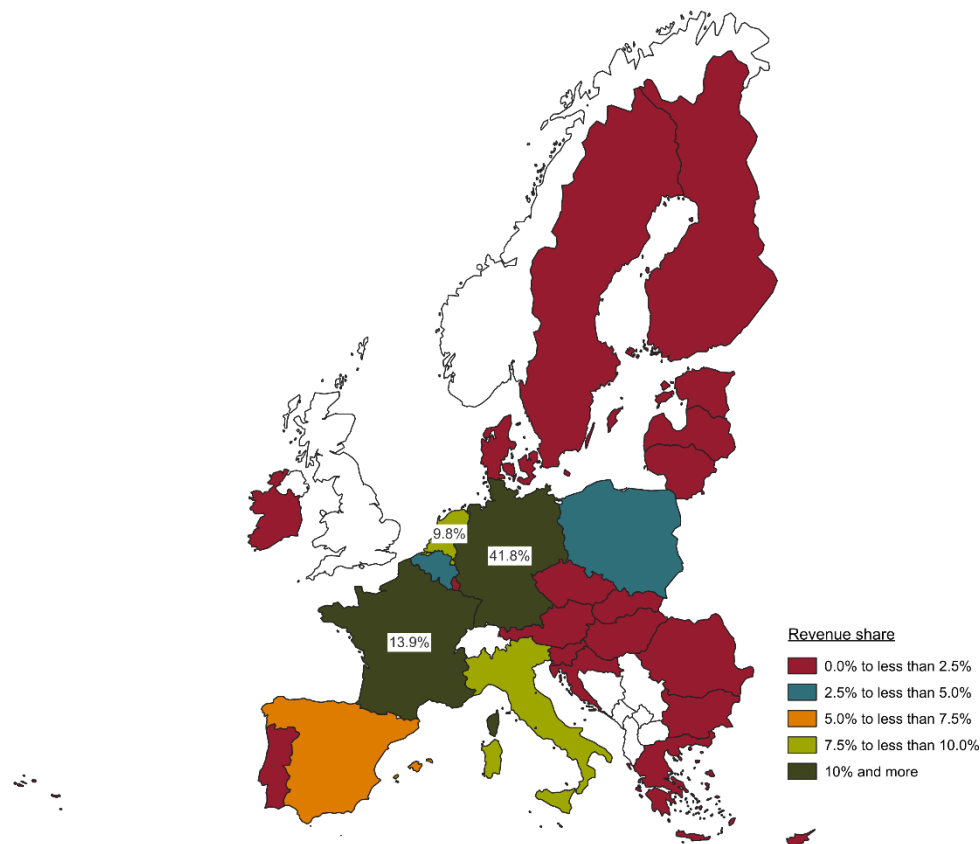 9.8%
41.8%
13.9%
Revenue share
0.0% to less than 2.5%
2.5% to less than 5.0%
5.0% to less than 7.5%
7.5% to less than 10.0%
10% and more